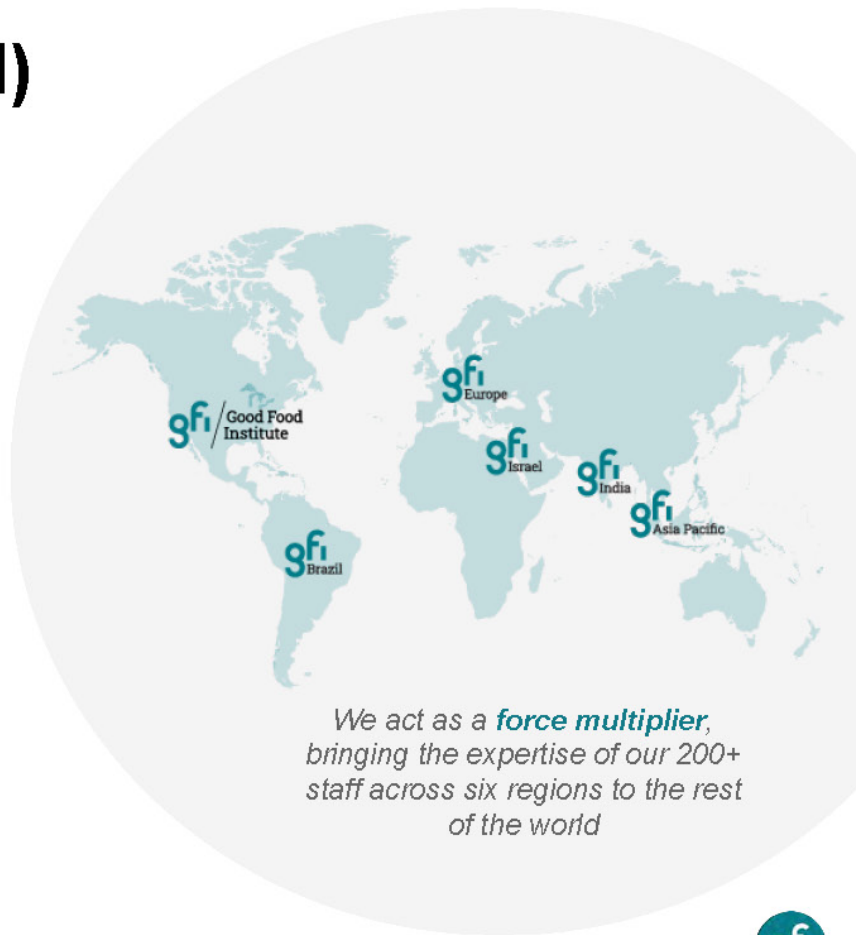 )
gfi
Europe
gfi / Good Food
Institute
gfi
Israel
gfi
India
gfi
Asia Pacific
gfi
Brazil
We act as a force multiplier,
bringing the expertise of our 200+
staff across six regions to the rest
of the world